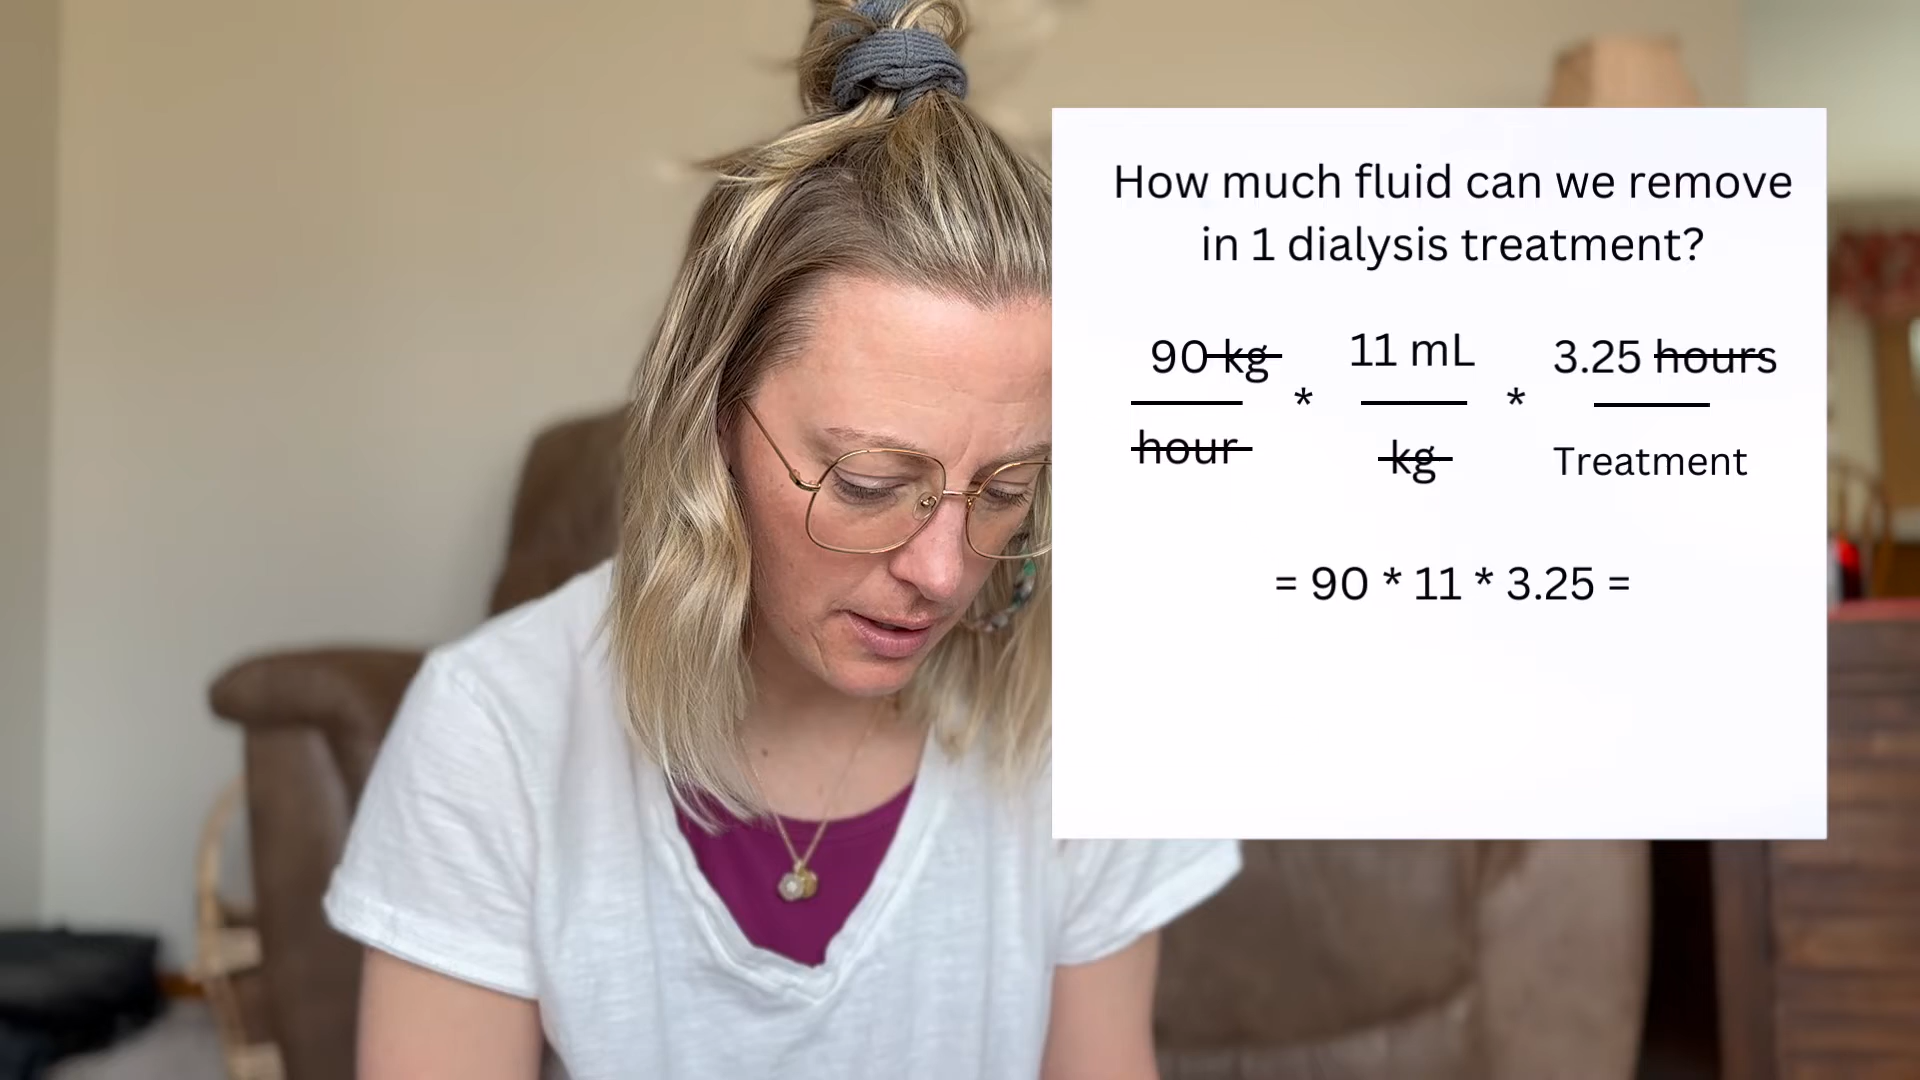 How much fluid can we remove
in 1 dialysis treatment?
90 kg * 11 mL * 3.25 hours
hour kg Treatment
= 90 * 11 * 3.25 =